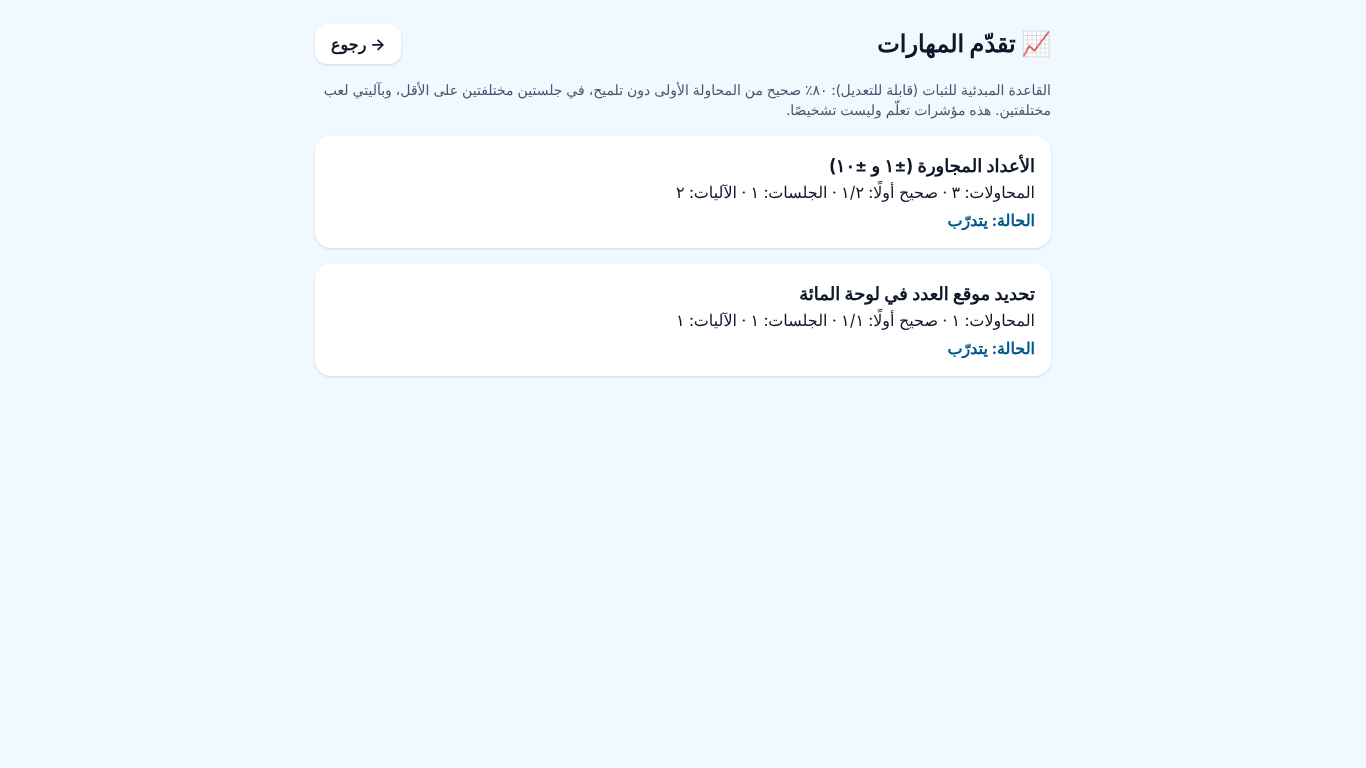 📈 تقدّم المهارات
→ رجوع
القاعدة المبدئية للثبات (قابلة للتعديل): ٨٠٪ صحيح من المحاولة الأولى دون تلميح، في جلستين مختلفتين على الأقل، وبآليتي لعب
مختلفتين. هذه مؤشرات تعلّم وليست تشخيصًا.
الأعداد المجاورة (±١ و ±١٠)
المحاولات: ٣ · صحيح أولًا: ١/٢ · الجلسات: ١ · الآليات: ٢
الحالة: يتدرّب
تحديد موقع العدد في لوحة المائة
المحاولات: ١ · صحيح أولًا: ١/١ · الجلسات: ١ · الآليات: ١
الحالة: يتدرّب